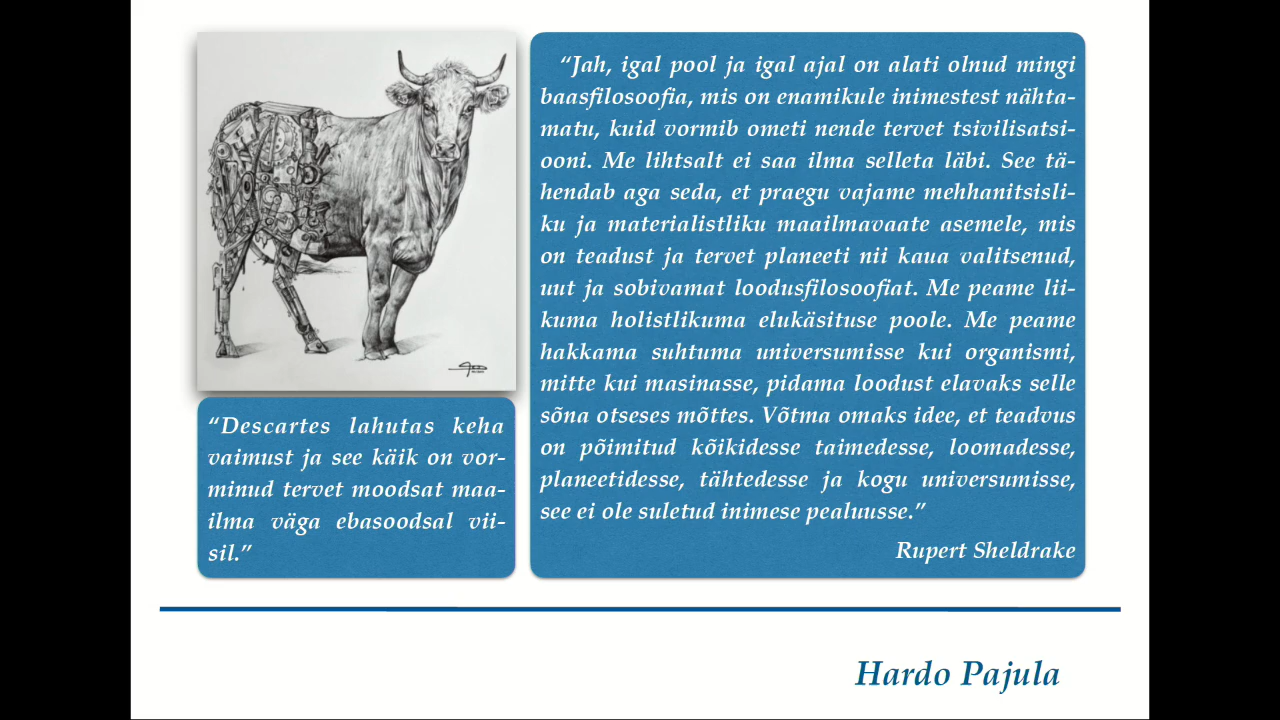 “Jah, igal pool ja igal ajal on alati olnud mingi
baasfilosoofia, mis on enamikule inimestest nähta-
matu, kuid vormib ometi nende tervet tsivilisatsi-
ooni. Me lihtsalt ei saa ilma selleta läbi. See tä-
hendab aga seda, et praegu vajame mehhanitsisli-
ku ja materialistliku maailmavaate asemele, mis
on teadust ja tervet planeeti nii kaua valitsenud,
uut ja sobivamat loodusfilosoofiat. Me peame lii-
kuma holistlikuma elukäsituse poole. Me peame
hakkama suhtuma universumisse kui organismi,
mitte kui masinasse, pidama loodust elavaks selle
sõna otseses mõttes. Võtma omaks idee, et teadvus
on põimitud kõikidesse taimedesse, loomadesse,
planeetidesse, tähtedesse ja kogu universumisse,
see ei ole suletud inimese pealuusse.”
Rupert Sheldrake
“Descartes lahutas keha
vaimust ja see käik on vor-
minud tervet moodsat maa-
ilma väga ebasoodsal vii-
sil.”
Hardo Pajula